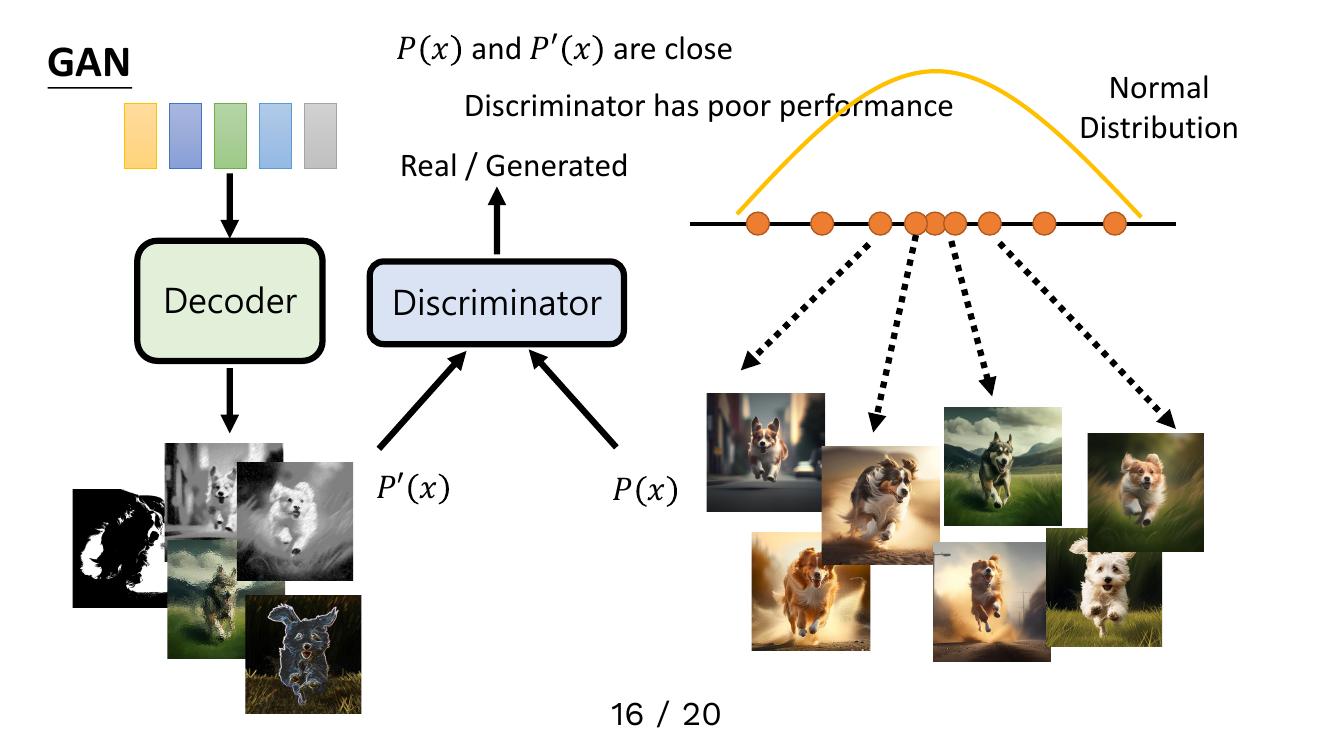 GAN
P(x) and P′(x) are close
Discriminator has poor performance
Normal
Distribution
Real / Generated
Decoder
Discriminator
P′(x)
P(x)
16 / 20